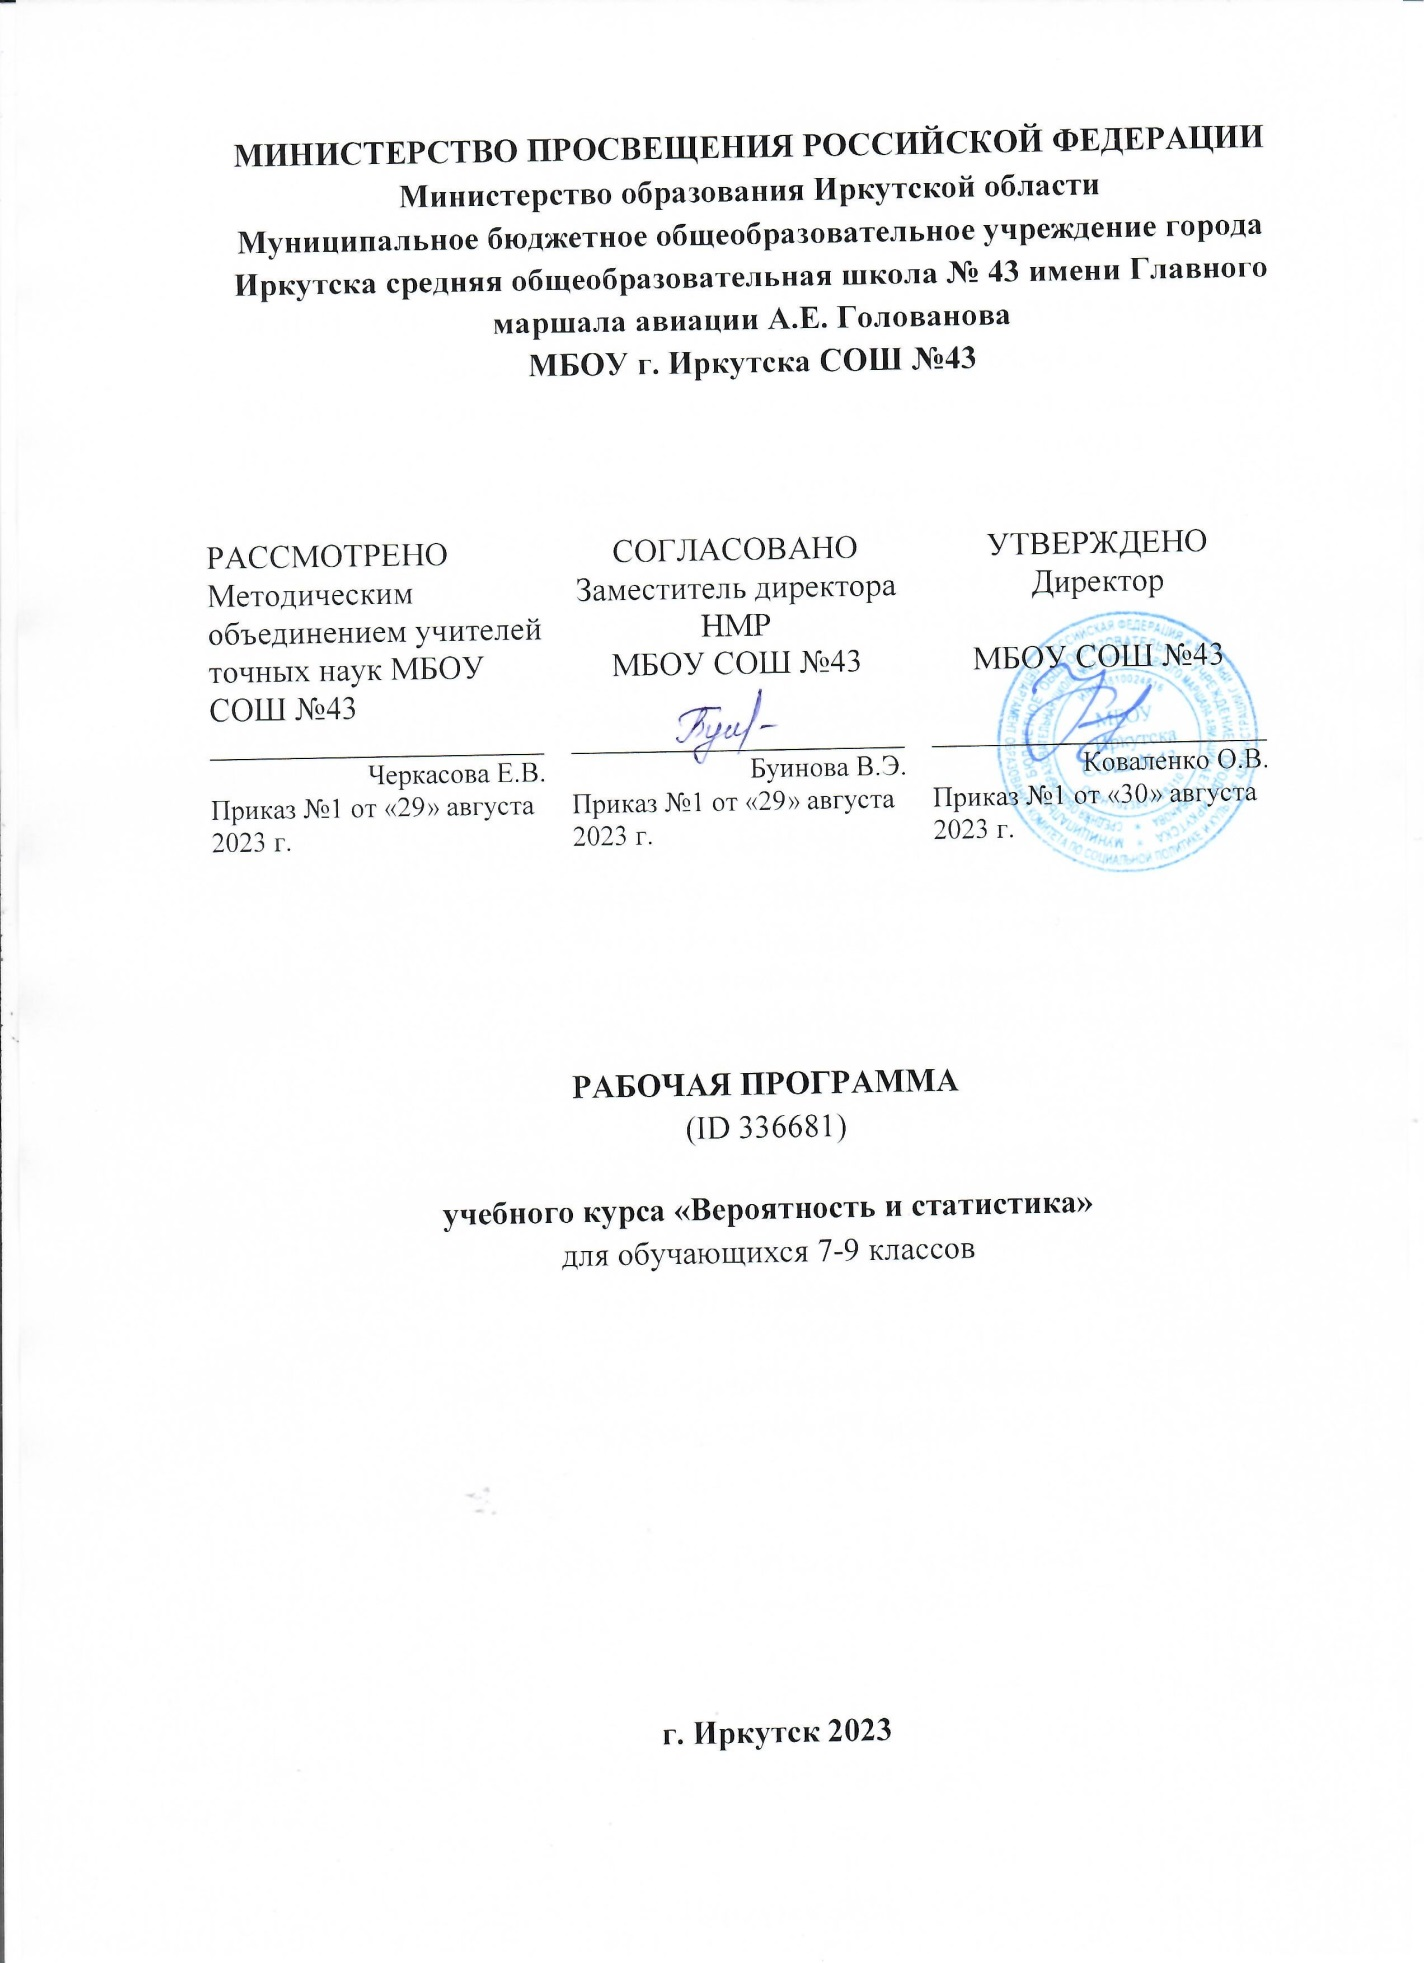 МИНИСТЕРСТВО ПРОСВЕЩЕНИЯ РОССИЙСКОЙ ФЕДЕРАЦИИ
Министерство образования Иркутской области
Муниципальное бюджетное общеобразовательное учреждение города
Иркутска средняя общеобразовательная школа № 43 имени Главного
маршала авиации А.Е. Голованова
МБОУ г. Иркутска СОШ №43
РАССМОТРЕНО
Методическим
объединением учителей
точных наук МБОУ
СОШ №43
Черкасова Е.В.
Приказ №1 от «29» августа
2023 г.
СОГЛАСОВАНО
Заместитель директора
НМР
МБОУ СОШ №43
Буинова В.Э.
Приказ №1 от «29» августа
2023 г.
УТВЕРЖДЕНО
Директор
МБОУ СОШ №43
Коваленко О.В.
Приказ №1 от «30» августа
2023 г.
МБОУ
Иркутска
РАБОЧАЯ ПРОГРАММА
(ID 336681)
учебного курса «Вероятность и статистика»
для обучающихся 7-9 классов
г. Иркутск 2023